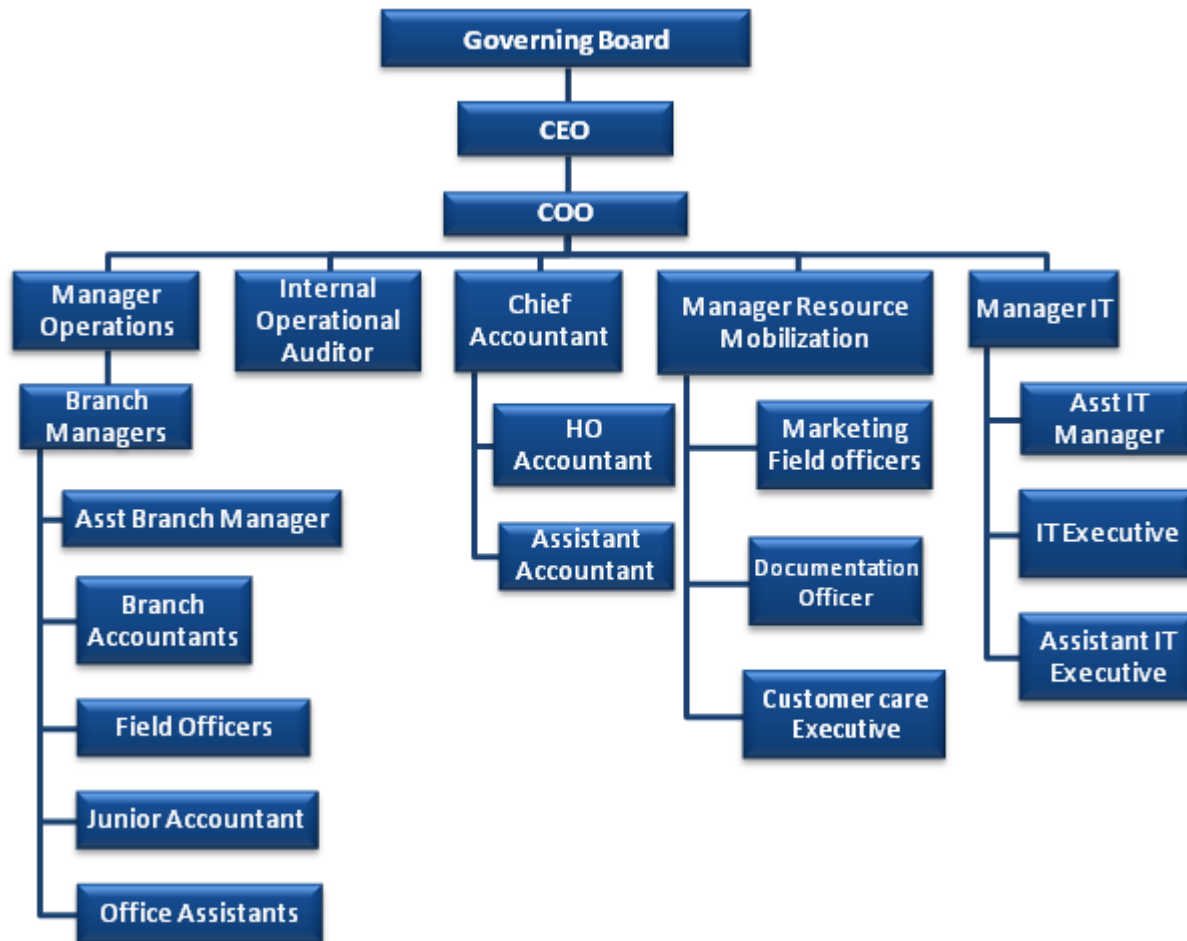 Governing Board
CEO
COO
Manager
Operations
Internal
Operational
Auditor
Chief
Accountant
Manager Resource
Mobilization
Manager IT
Branch
Managers
Asst Branch Manager
Branch
Accountants
Field Officers
Junior Accountant
Office Assistants
HO
Accountant
Assistant
Accountant
Marketing
Field officers
Documentation
Officer
Customer care
Executive
Asst IT
Manager
IT Executive
Assistant IT
Executive